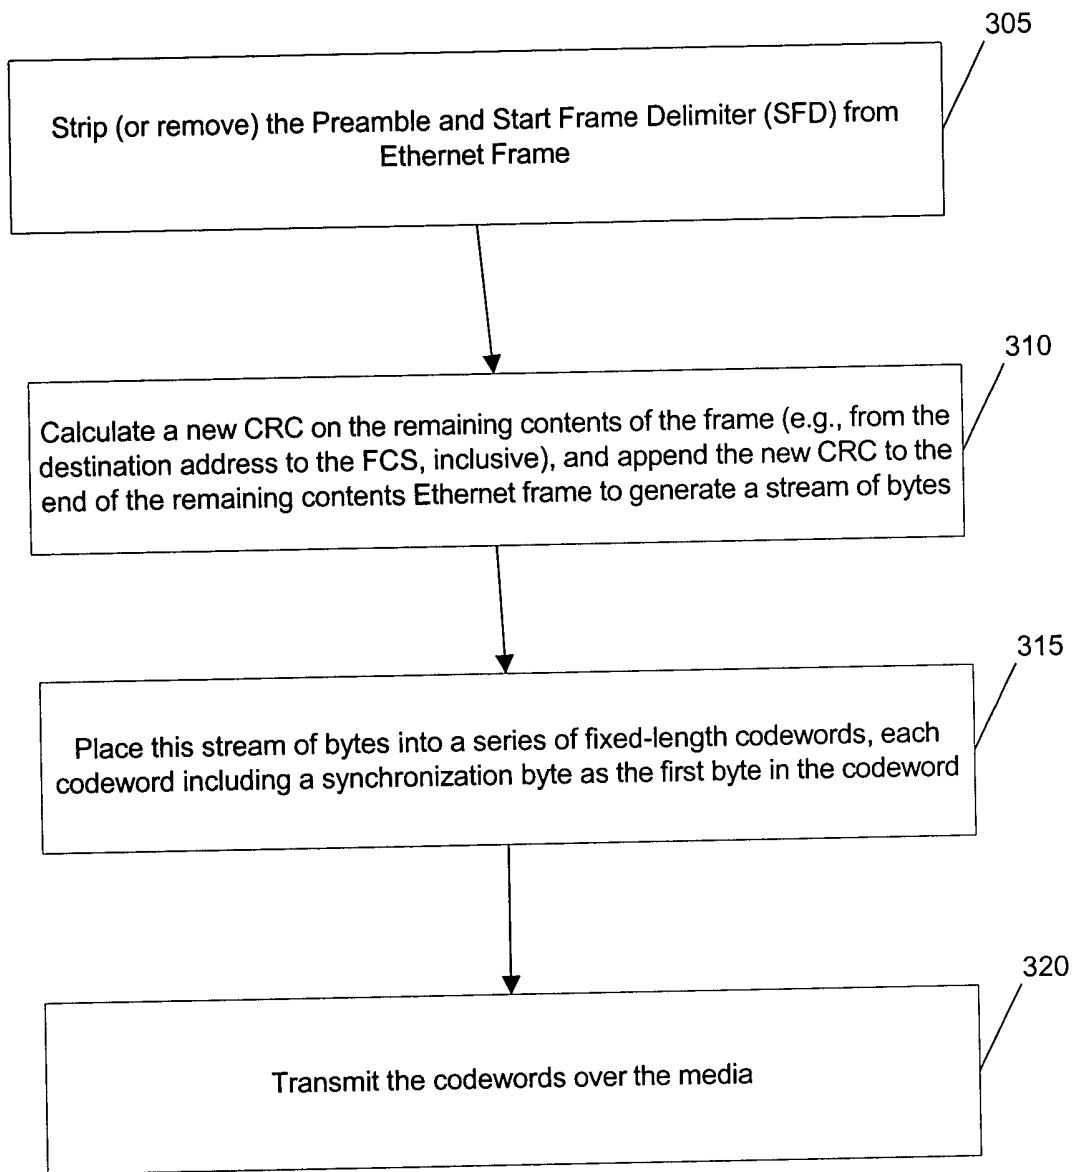 305
Strip (or remove) the Preamble and Start Frame Delimiter (SFD) from
Ethernet Frame
310
Calculate a new CRC on the remaining contents of the frame (e.g., from the
destination address to the FCS, inclusive), and append the new CRC to the
end of the remaining contents Ethernet frame to generate a stream of bytes
315
Place this stream of bytes into a series of fixed-length codewords, each
codeword including a synchronization byte as the first byte in the codeword
320
Transmit the codewords over the media